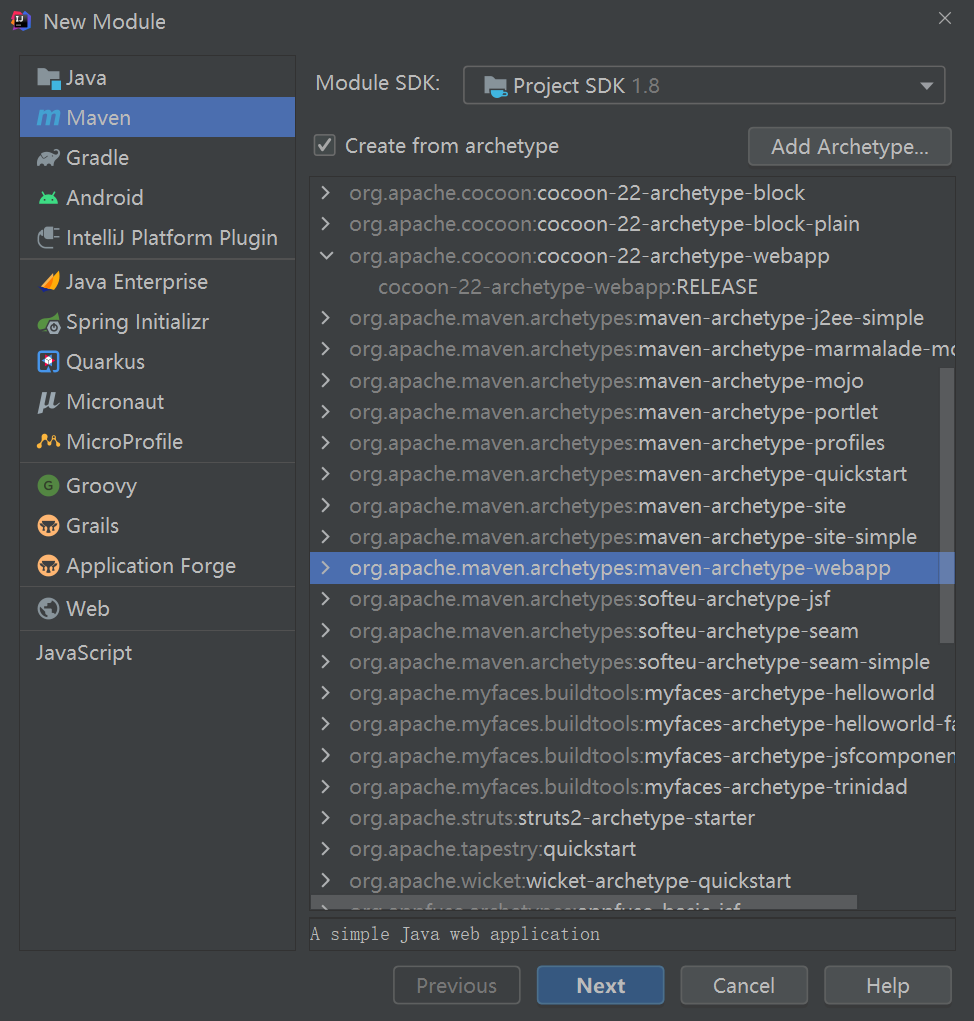 New Module
Java
Maven
Gradle
Android
IntelliJ Platform Plugin
Java Enterprise
Spring Initializr
Quarkus
Micronaut
MicroProfile
Groovy
Grails
Application Forge
Web
JavaScript
Module SDK: Project SDK 1.8
Create from archetype Add Archetype...
org.apache.cocoon:cocoon-22-archetype-block
org.apache.cocoon:cocoon-22-archetype-block-plain
org.apache.cocoon:cocoon-22-archetype-webapp
cocoon-22-archetype-webapp:RELEASE
org.apache.maven.archetypes:maven-archetype-j2ee-simple
org.apache.maven.archetypes:maven-archetype-marmalade-mo
org.apache.maven.archetypes:maven-archetype-mojo
org.apache.maven.archetypes:maven-archetype-portlet
org.apache.maven.archetypes:maven-archetype-profiles
org.apache.maven.archetypes:maven-archetype-quickstart
org.apache.maven.archetypes:maven-archetype-site
org.apache.maven.archetypes:maven-archetype-site-simple
org.apache.maven.archetypes:maven-archetype-webapp
org.apache.maven.archetypes:softeu-archetype-jsf
org.apache.maven.archetypes:softeu-archetype-seam
org.apache.maven.archetypes:softeu-archetype-seam-simple
org.apache.myfaces.buildtools:myfaces-archetype-helloworld
org.apache.myfaces.buildtools:myfaces-archetype-helloworld-fa
org.apache.myfaces.buildtools:myfaces-archetype-jsfcomponen
org.apache.myfaces.buildtools:myfaces-archetype-trinidad
org.apache.struts:struts2-archetype-starter
org.apache.tapestry:quickstart
org.apache.wicket:wicket-archetype-quickstart
A simple Java web application
Previous Next Cancel Help